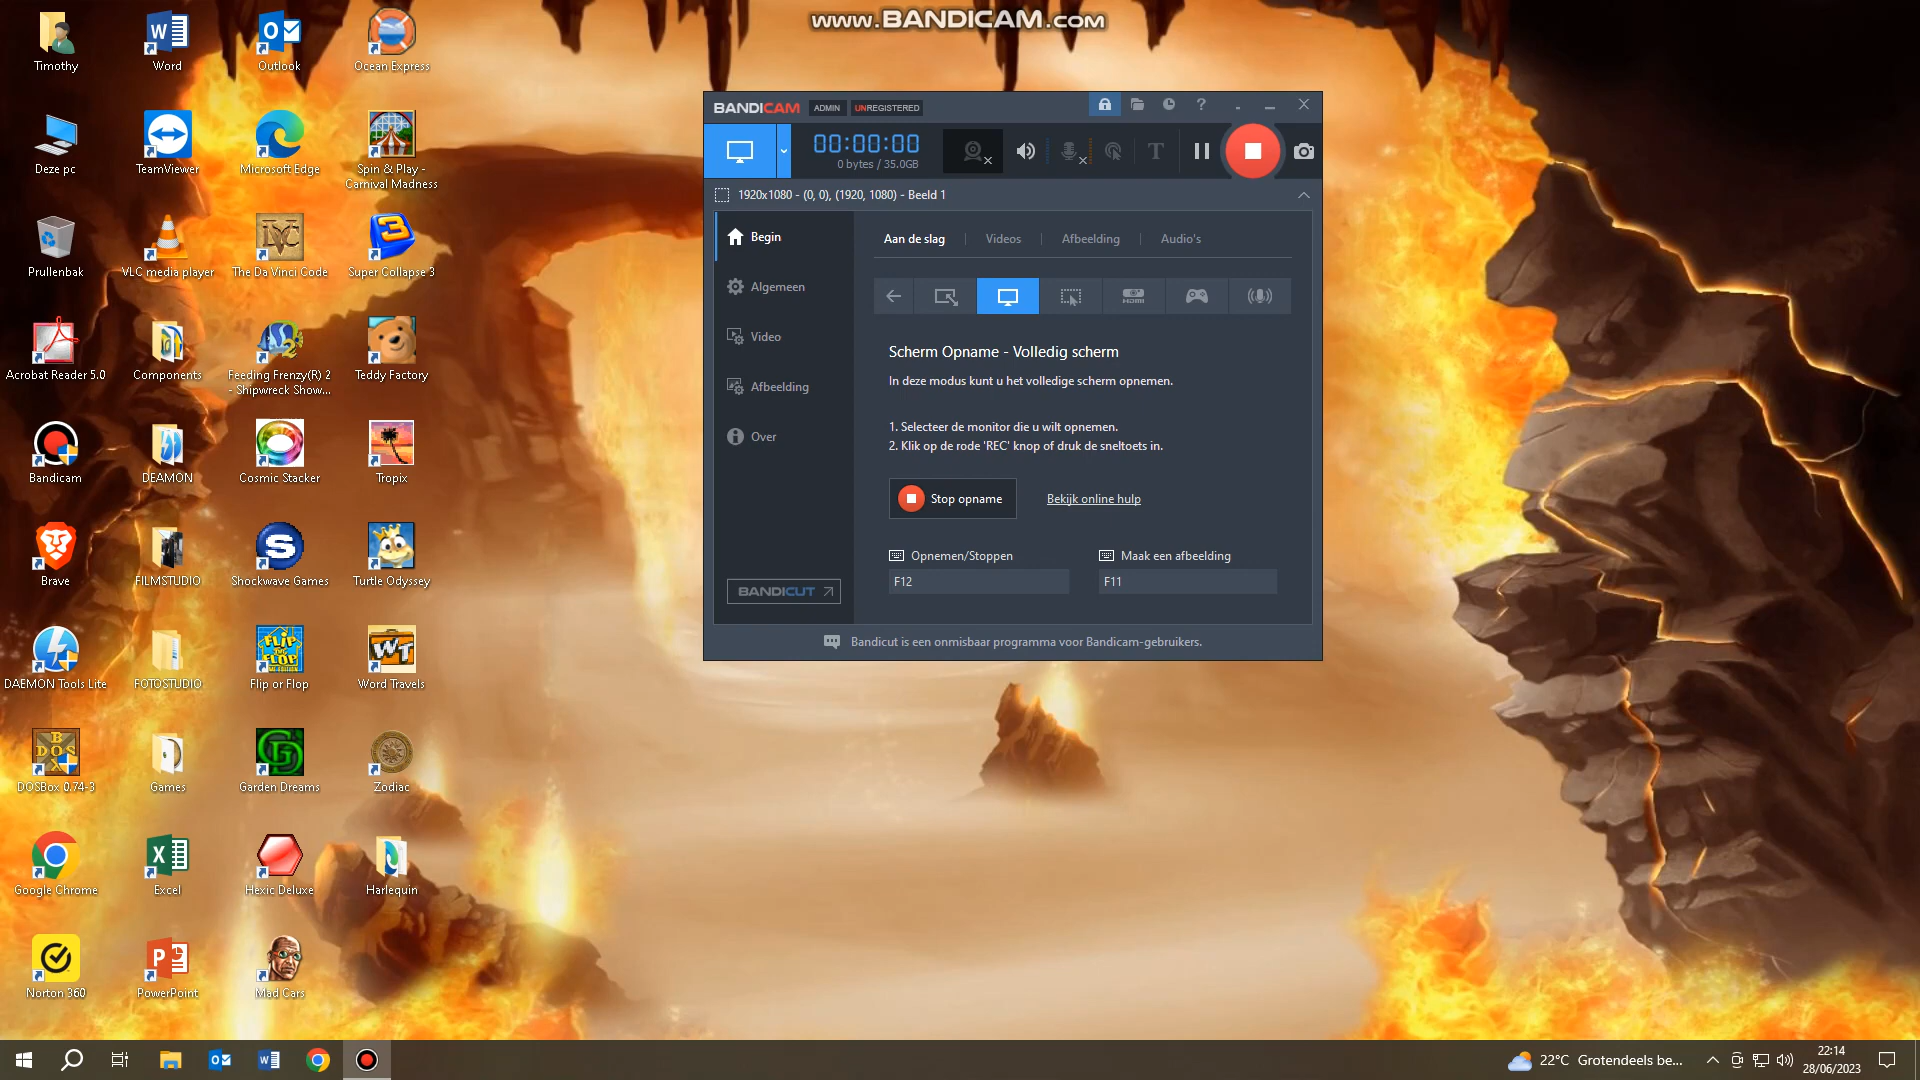 www.BANDICAM.com
Timothy
Word
Outlook
Ocean Express
Deze pc
TeamViewer
Microsoft Edge
Spin & Play -
Carnival Madness
Prullenbak
VLC media player
The Da Vinci Code
Super Collapse 3
Acrobat Reader 5.0
Components
Feeding Frenzy(R) 2
- Shipwreck Show...
Teddy Factory
Bandicam
DEAMON
Cosmic Stacker
Tropix
Brave
FILMSTUDIO
Shockwave Games
Turtle Odyssey
DAEMON Tools Lite
FOTOSTUDIO
Flip or Flop
Word Travels
DOSBox 0.74-3
Games
Garden Dreams
Zodiac
Google Chrome
Excel
Hexic Deluxe
Harlequin
Norton 360
PowerPoint
Mad Cars
BANDICAM ADMIN UNREGISTERED
00:00:00
0 bytes / 35.0GB
1920x1080 - (0, 0), (1920, 1080) - Beeld 1
Begin
Algemeen
Video
Afbeelding
Over
BANDICUT
Aan de slag
Videos
Afbeelding
Audio's
HDMI
Scherm Opname - Volledig scherm
In deze modus kunt u het volledige scherm opnemen.
1. Selecteer de monitor die u wilt opnemen.
2. Klik op de rode 'REC' knop of druk de sneltoets in.
Stop opname
Bekijk online hulp
Opnemen/Stoppen
Maak een afbeelding
F12
F11
Bandicut is een onmisbaar programma voor Bandicam-gebruikers.
22°C Grotendeels be...
22:14
28/06/2023